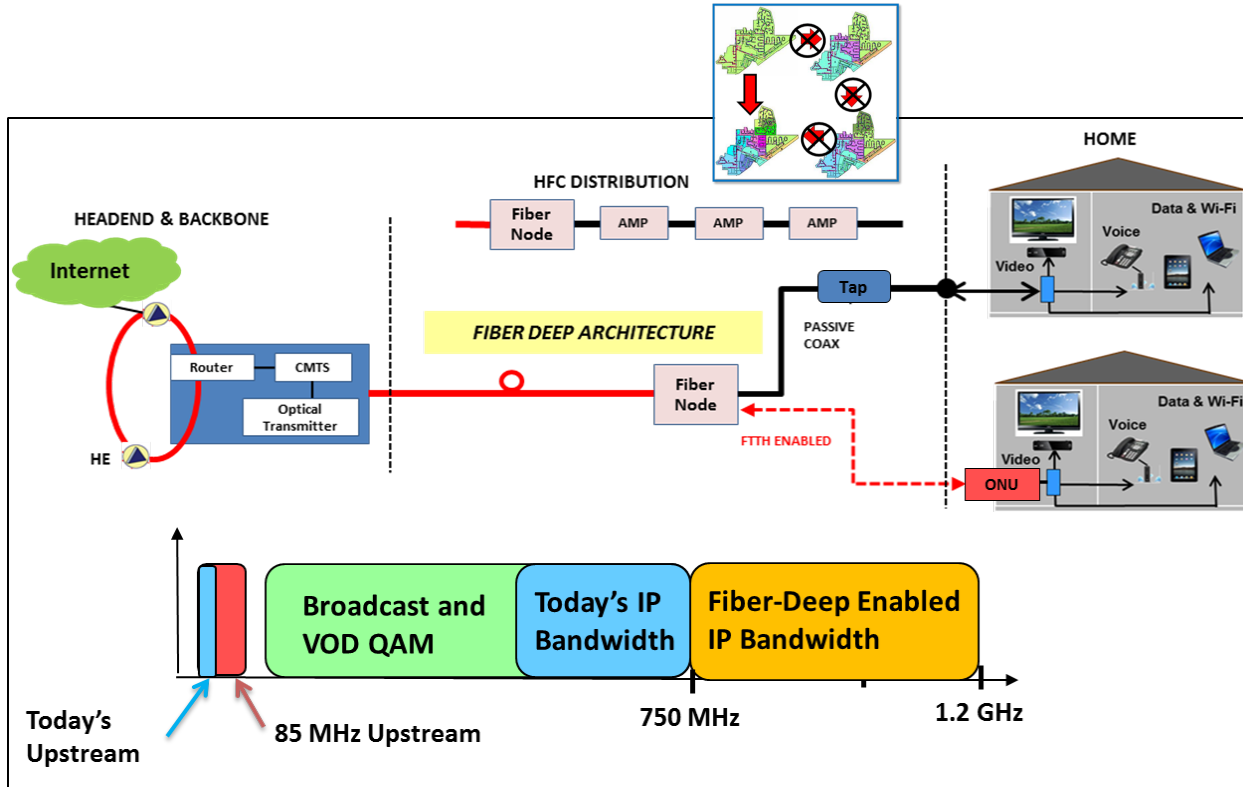 HOME
HFC DISTRIBUTION
HEADEND & BACKBONE
Fiber
Node
AMP
AMP
AMP
Data & Wi-Fi
Voice
Video
Internet
Tap
PASSIVE
COAX
FIBER DEEP ARCHITECTURE
Router
CMTS
Optical
Transmitter
HE
Fiber
Node
FTTH ENABLED
Data & Wi-Fi
Voice
Video
ONU
Broadcast and
VOD QAM
Today's IP
Bandwidth
Fiber-Deep Enabled
IP Bandwidth
Today's
Upstream
85 MHz Upstream
750 MHz
1.2 GHz